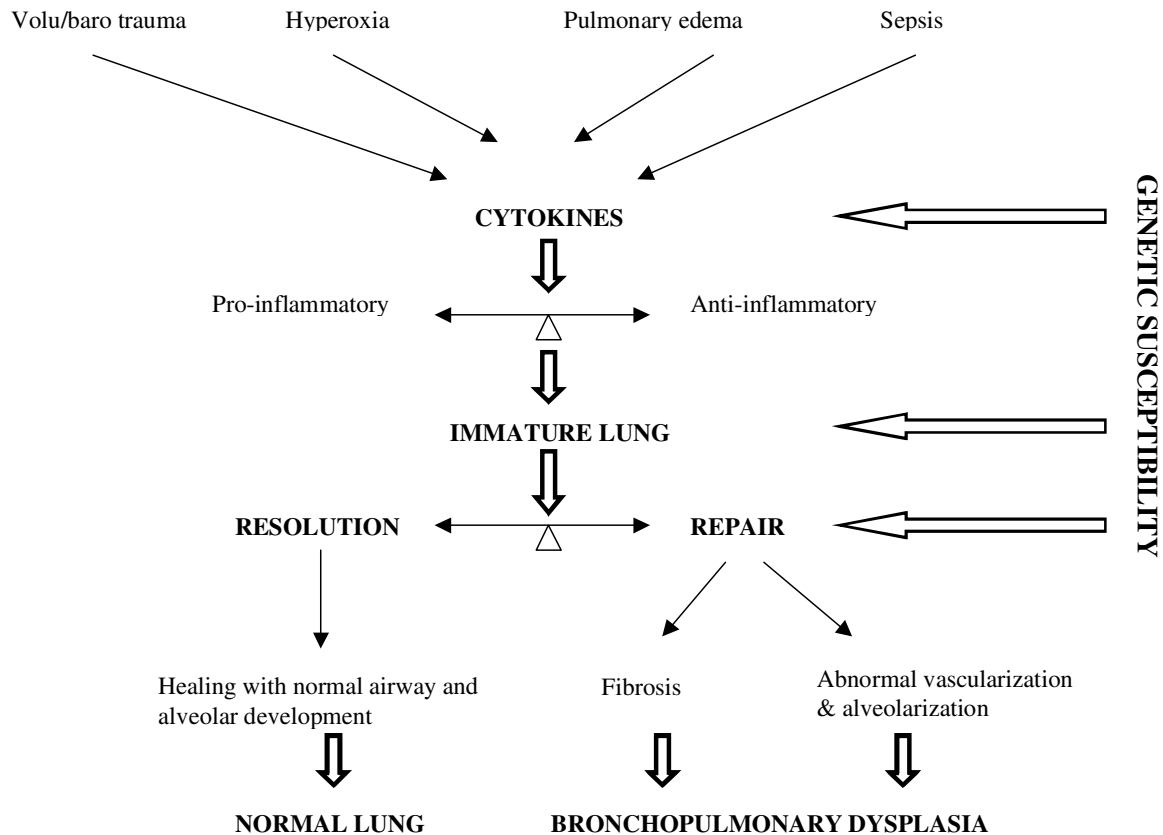 Volu/baro trauma
Hyperoxia
Pulmonary edema
Sepsis
CYTOKINES
Pro-inflammatory
Anti-inflammatory
IMMATURE LUNG
RESOLUTION
REPAIR
Healing with normal airway and
alveolar development
Fibrosis
Abnormal vascularization
& alveolarization
NORMAL LUNG
BRONCHOPULMONARY DYSPLASIA
GENETIC SUSCEPTIBILITY